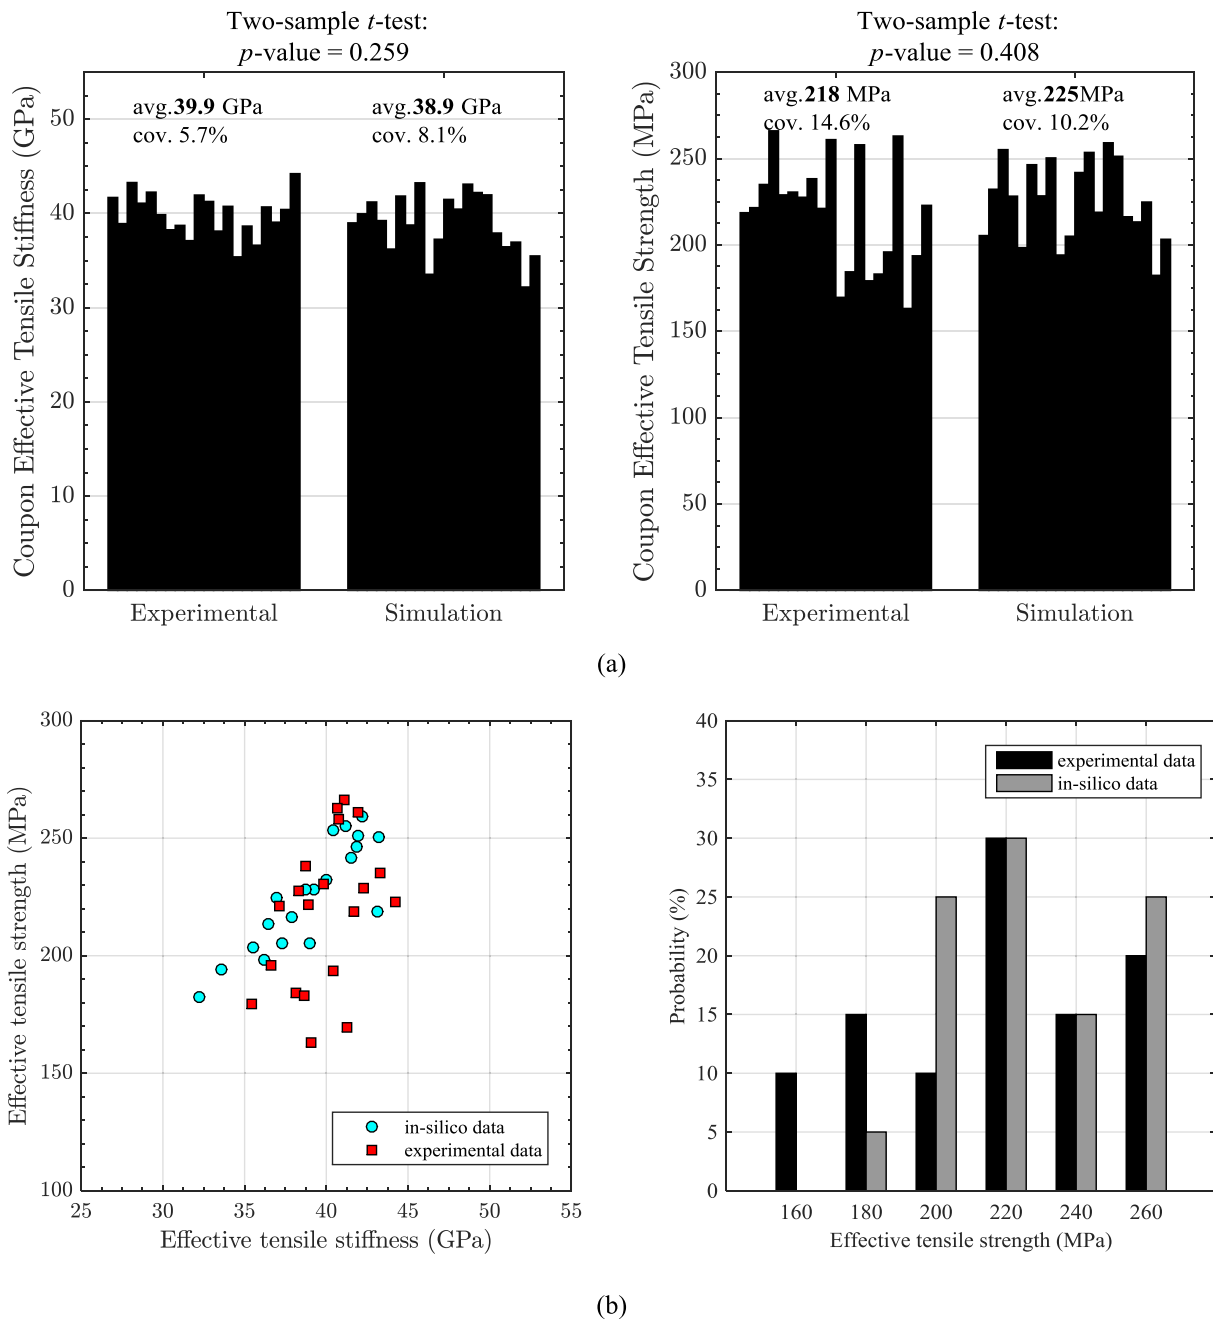 Two-sample t-test:
p-value = 0.259
Coupon Effective Tensile Stiffness (GPa)
50
40
30
20
10
0
avg.39.9 GPa
cov. 5.7%
avg.38.9 GPa
cov. 8.1%
Experimental
Simulation
Two-sample t-test:
p-value = 0.408
Coupon Effective Tensile Strength (MPa)
300
250
200
150
100
50
0
avg.218 MPa
cov. 14.6%
avg.225MPa
cov. 10.2%
Experimental
Simulation
(a)
Effective tensile strength (MPa)
300
250
200
150
100
in-silico data
experimental data
25 30 35 40 45 50 55
Effective tensile stiffness (GPa)
Probability (%)
40
35
30
25
20
15
10
5
0
experimental data
in-silico data
160 180 200 220 240 260
Effective tensile strength (MPa)
(b)